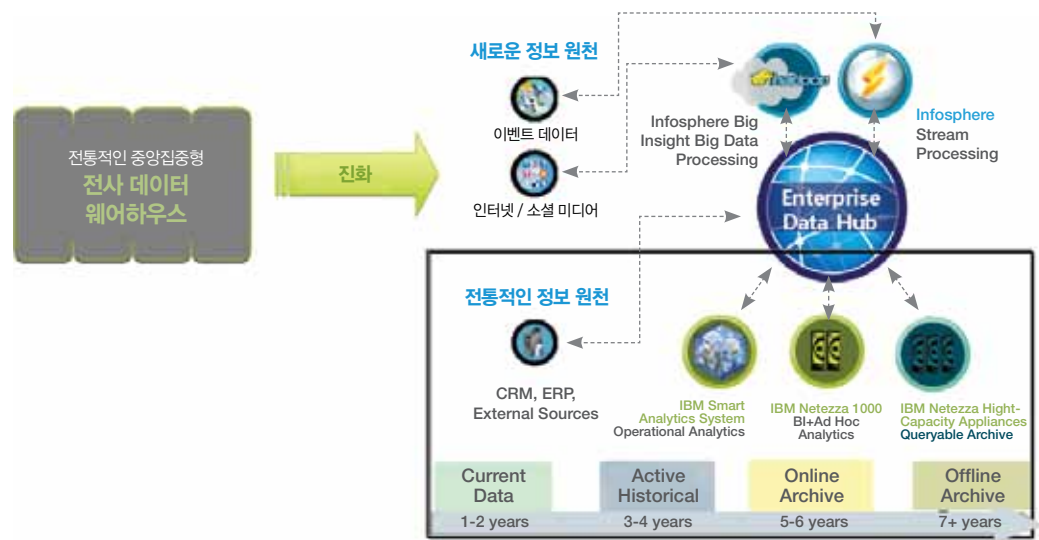 전통적인 중앙집중형
전사 데이터
웨어하우스
진화
새로운 정보 원천
이벤트 데이터
인터넷 / 소셜 미디어
Infosphere Big
Insight Big Data
Processing
Infosphere
Stream
Processing
Enterprise
Data Hub
전통적인 정보 원천
CRM, ERP,
External Sources
IBM Smart
Analytics System
Operational Analytics
IBM Netezza 1000
BI+Ad Hoc
Analytics
IBM Netezza Hight-
Capacity Appliances
Queryable Archive
Current
Data
1-2 years
Active
Historical
3-4 years
Online
Archive
5-6 years
Offline
Archive
7+ years